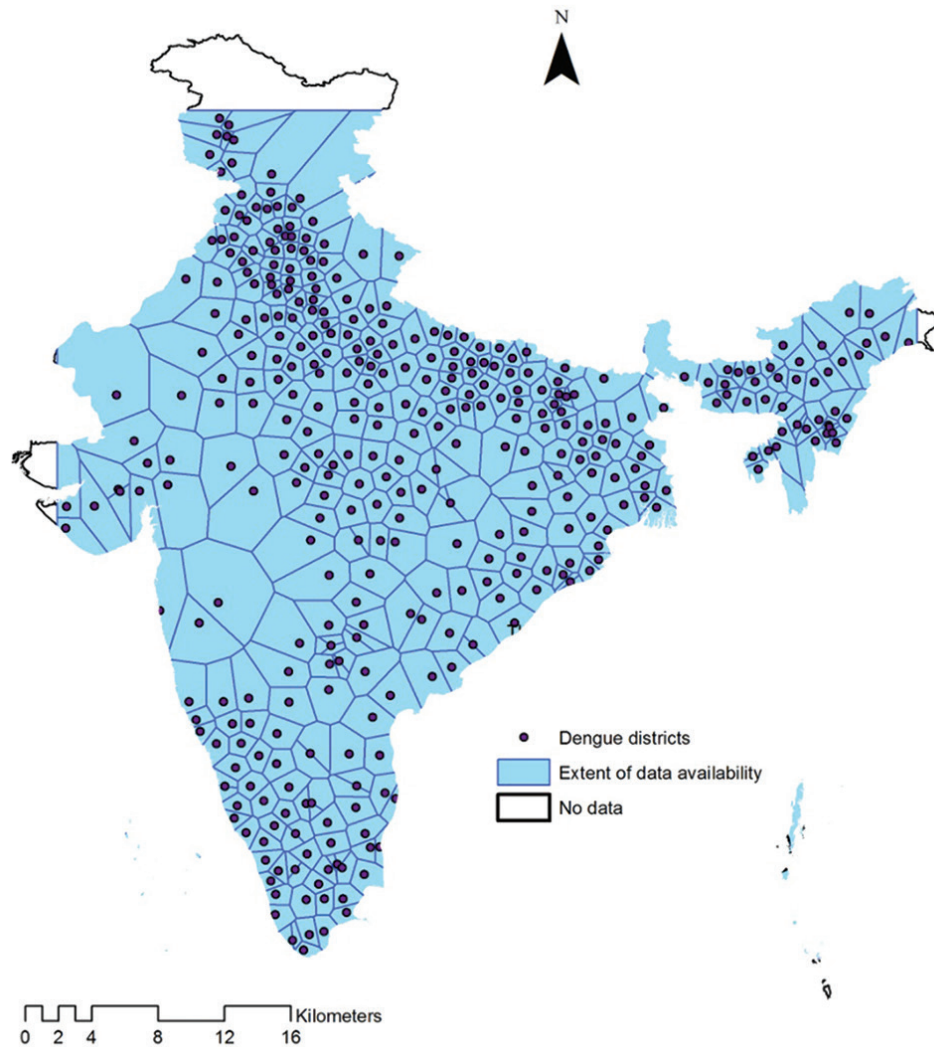 N
Dengue districts
Extent of data availability
No data
Kilometers
0 2 4 8 12 16